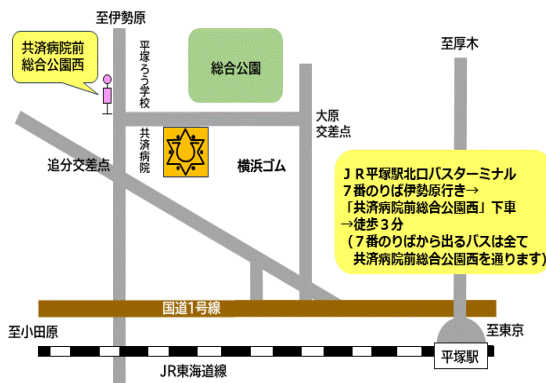 至伊勢原
共済病院前
総合公園西
平塚ろう学校
総合公園
至厚木
大原
交差点
共済病院
追分交差点
横浜ゴム
JR平塚駅北口バスターミナル
7番のりば伊勢原行き→
「共済病院前総合公園西」下車
→徒歩3分
(7番のりばから出るバスは全て
共済病院前総合公園西を通ります)
国道1号線
至小田原
至東京
平塚駅
JR東海道線